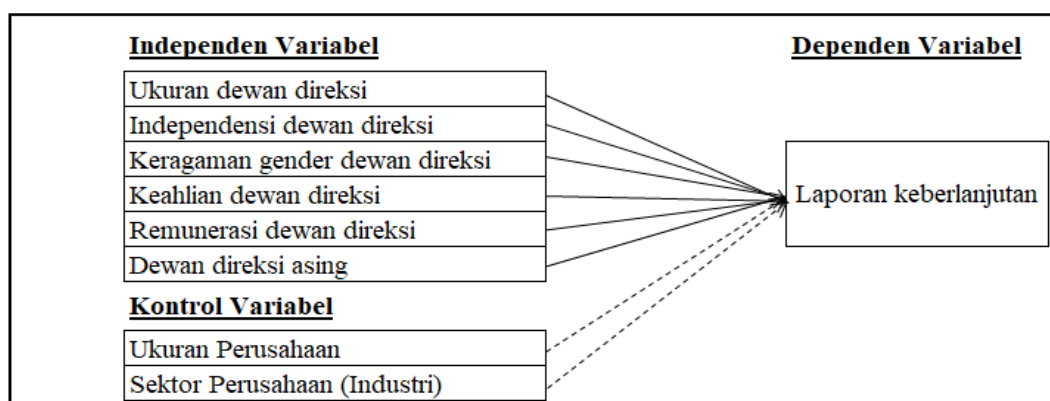 Independen Variabel
Ukuran dewan direksi
Independensi dewan direksi
Keragaman gender dewan direksi
Keahlian dewan direksi
Remunerasi dewan direksi
Dewan direksi asing
Kontrol Variabel
Ukuran Perusahaan
Sektor Perusahaan (Industri)
Dependen Variabel
Laporan keberlanjutan